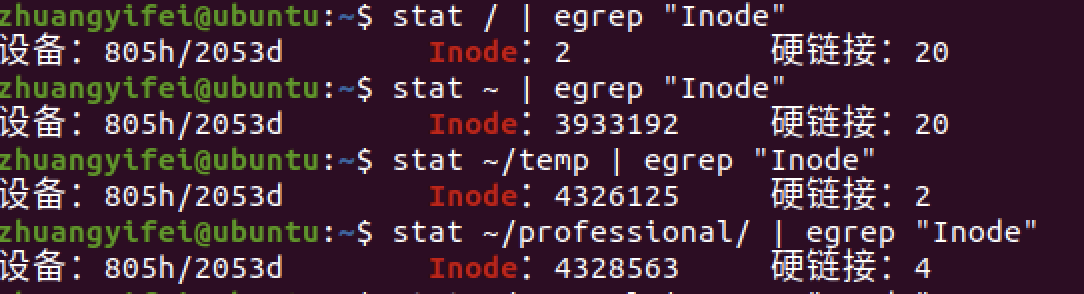 zhuangyifei@ubuntu:~$ stat / | egrep "Inode"
设备：805h/2053d Inode：2 硬链接：20
zhuangyifei@ubuntu:~$ stat ~ | egrep "Inode"
设备：805h/2053d Inode：3933192 硬链接：20
zhuangyifei@ubuntu:~$ stat ~/temp | egrep "Inode"
设备：805h/2053d Inode：4326125 硬链接：2
zhuangyifei@ubuntu:~$ stat ~/professional/ | egrep "Inode"
设备：805h/2053d Inode：4328563 硬链接：4